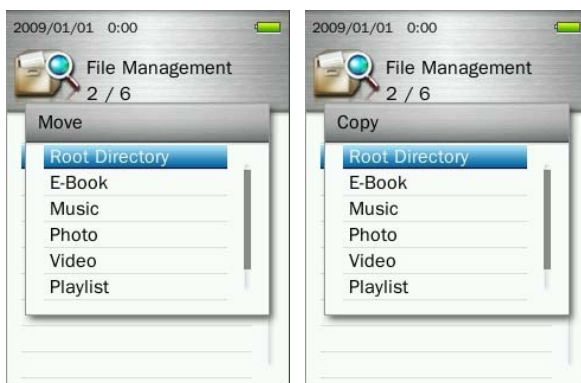 2009/01/01 0:00
File Management
2 / 6
Move
Root Directory
E-Book
Music
Photo
Video
Playlist
2009/01/01 0:00
File Management
2 / 6
Copy
Root Directory
E-Book
Music
Photo
Video
Playlist